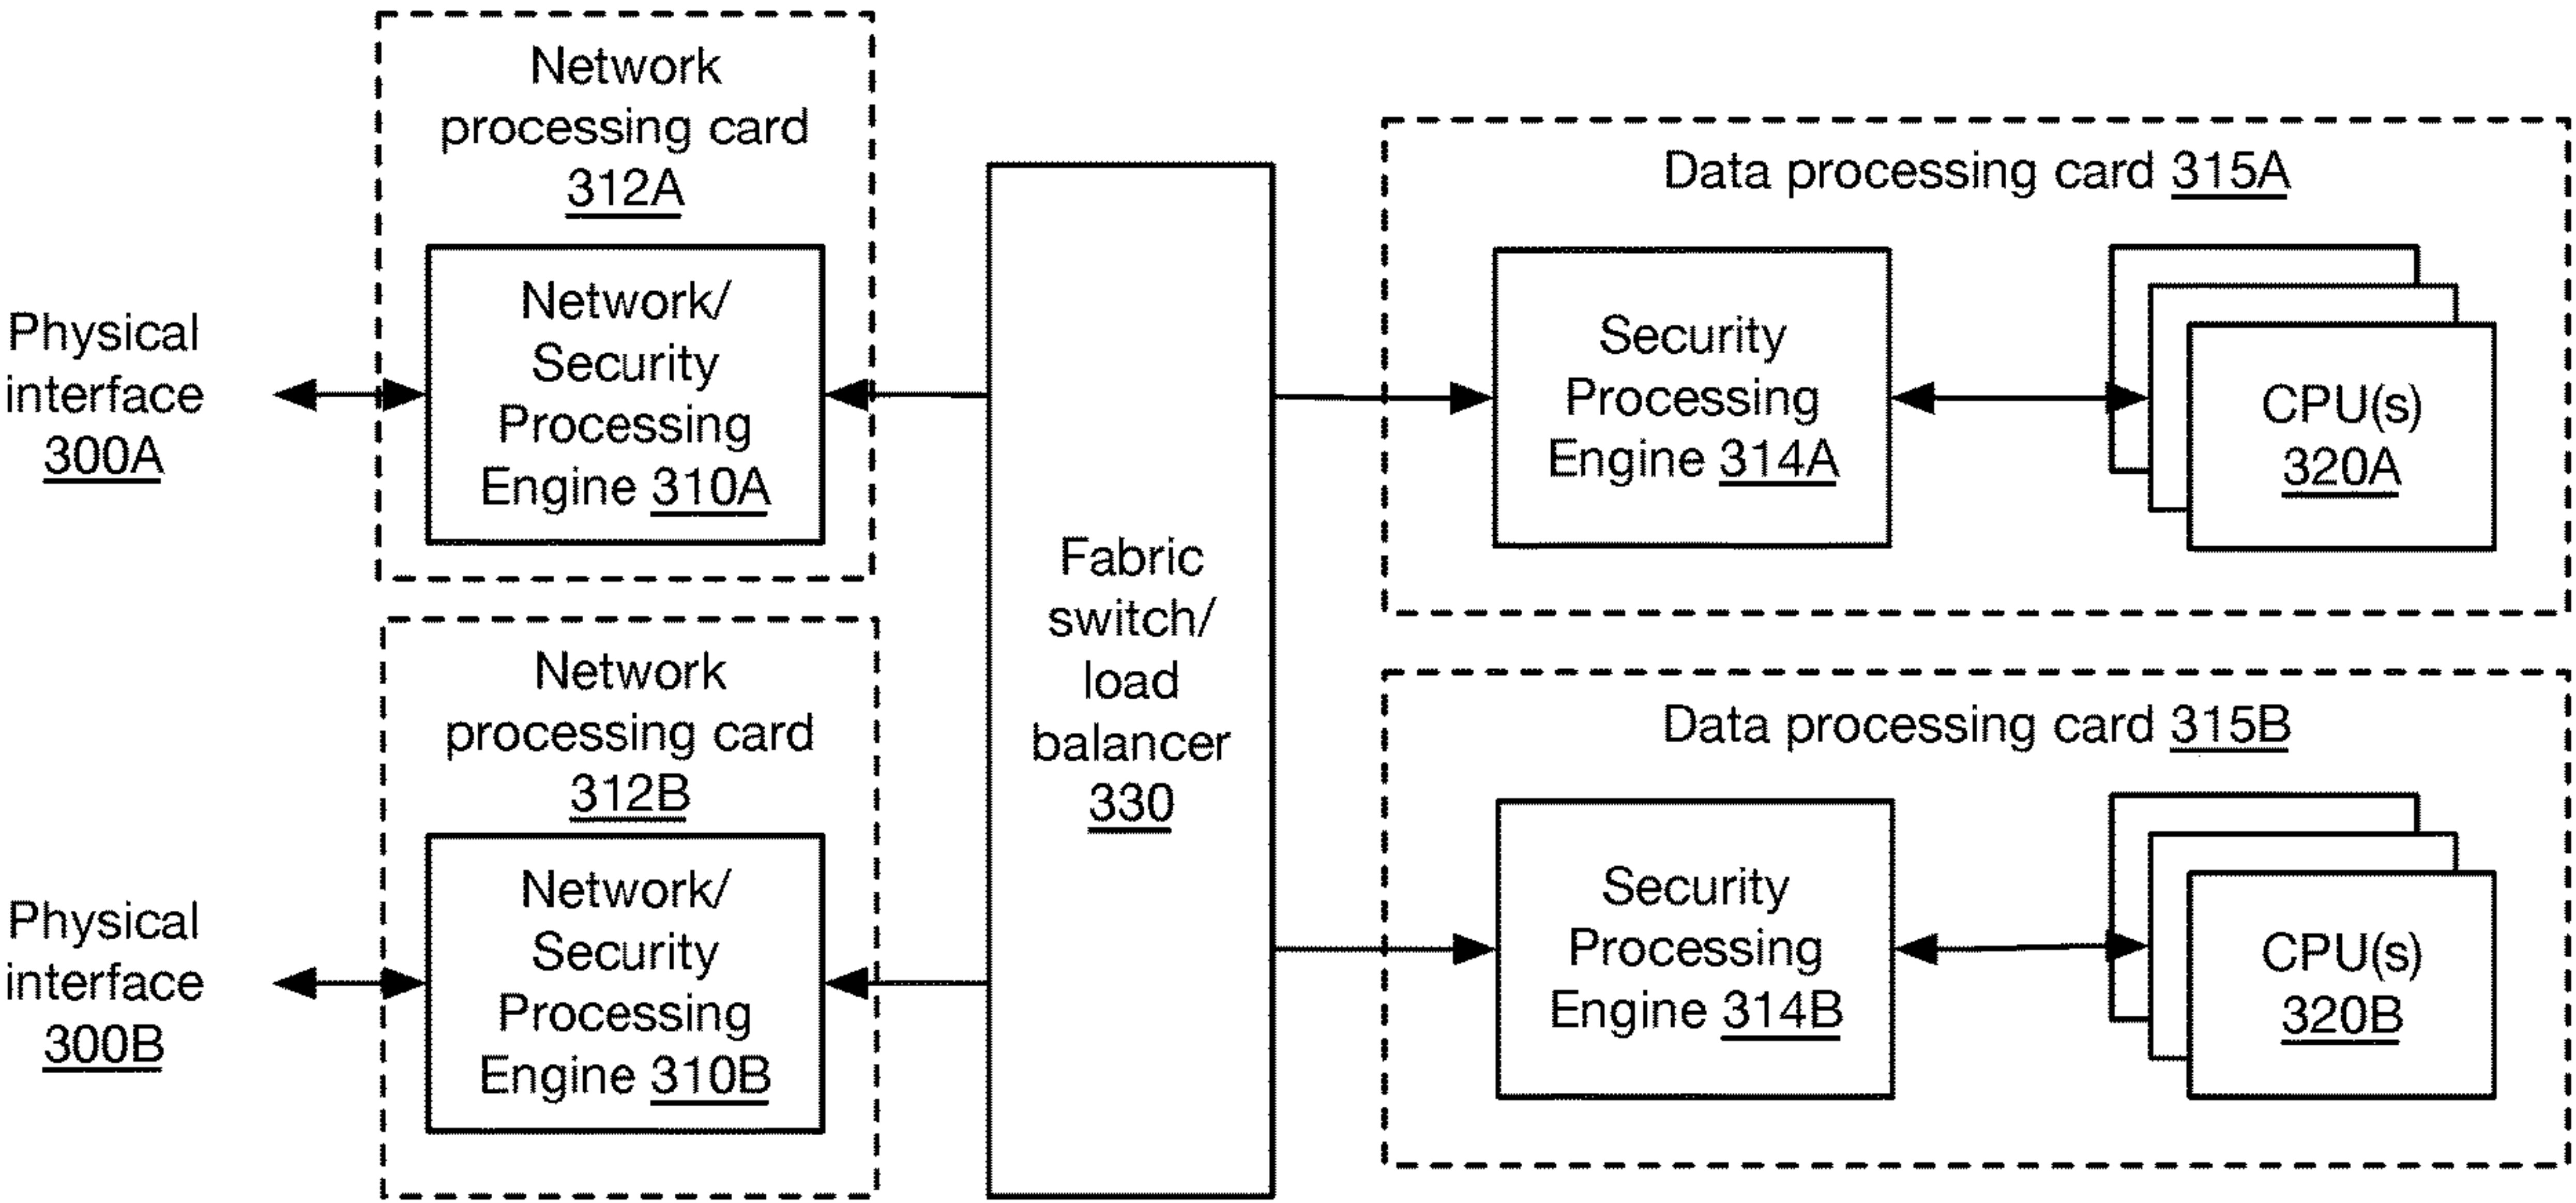 Network
processing card
312A
Network/
Security
Processing
Engine 310A
Physical
interface
300A
Network
processing card
312B
Network/
Security
Processing
Engine 310B
Physical
interface
300B
Fabric
switch/
load
balancer
330
Data processing card 315A
Security
Processing
Engine 314A
CPU(s)
320A
Data processing card 315B
Security
Processing
Engine 314B
CPU(s)
320B